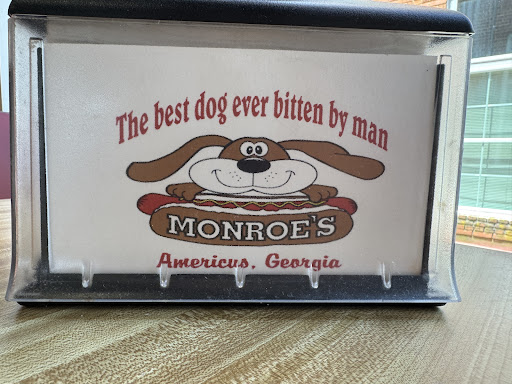 The best dog ever bitten by man
MONROE'S
Americus, Georgia